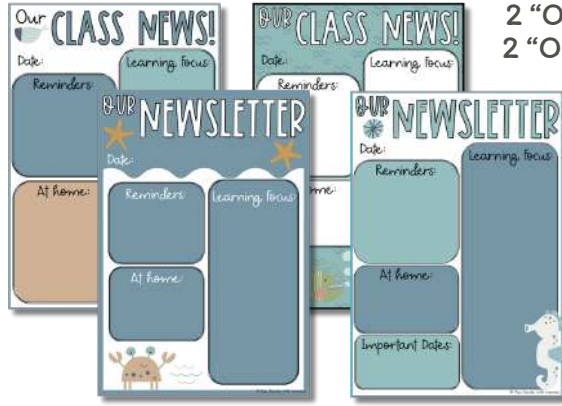 2 "O
2 "O
Our CLASS NEWS!
Date:
Learning Focus:
Reminders:
At home:
OUR CLASS NEWS!
Date:
Learning Focus:
Reminders:
ome:
OUR NEWSLETTER
Date:
Reminders:
Learning Focus:
At home:
OUR NEWSLETTER
Date:
Learning Focus:
Reminders:
At home:
Important Dates: